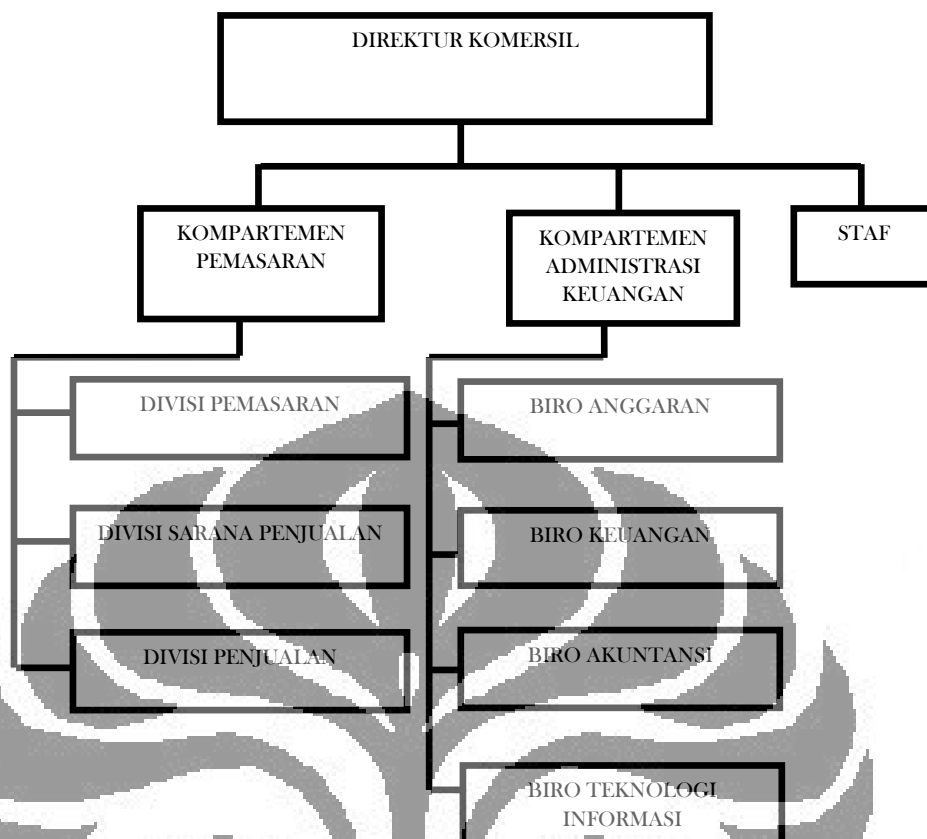 DIREKTUR KOMERSIL
KOMPARTEMEN
PEMASARAN
KOMPARTEMEN
ADMINISTRASI
KEUANGAN
STAF
DIVISI PEMASARAN
DIVISI SARANA PENJUALAN
DIVISI PENJUALAN
BIRO ANGGARAN
BIRO KEUANGAN
BIRO AKUNTANSI
BIRO TEKNOLOGI
INFORMASI